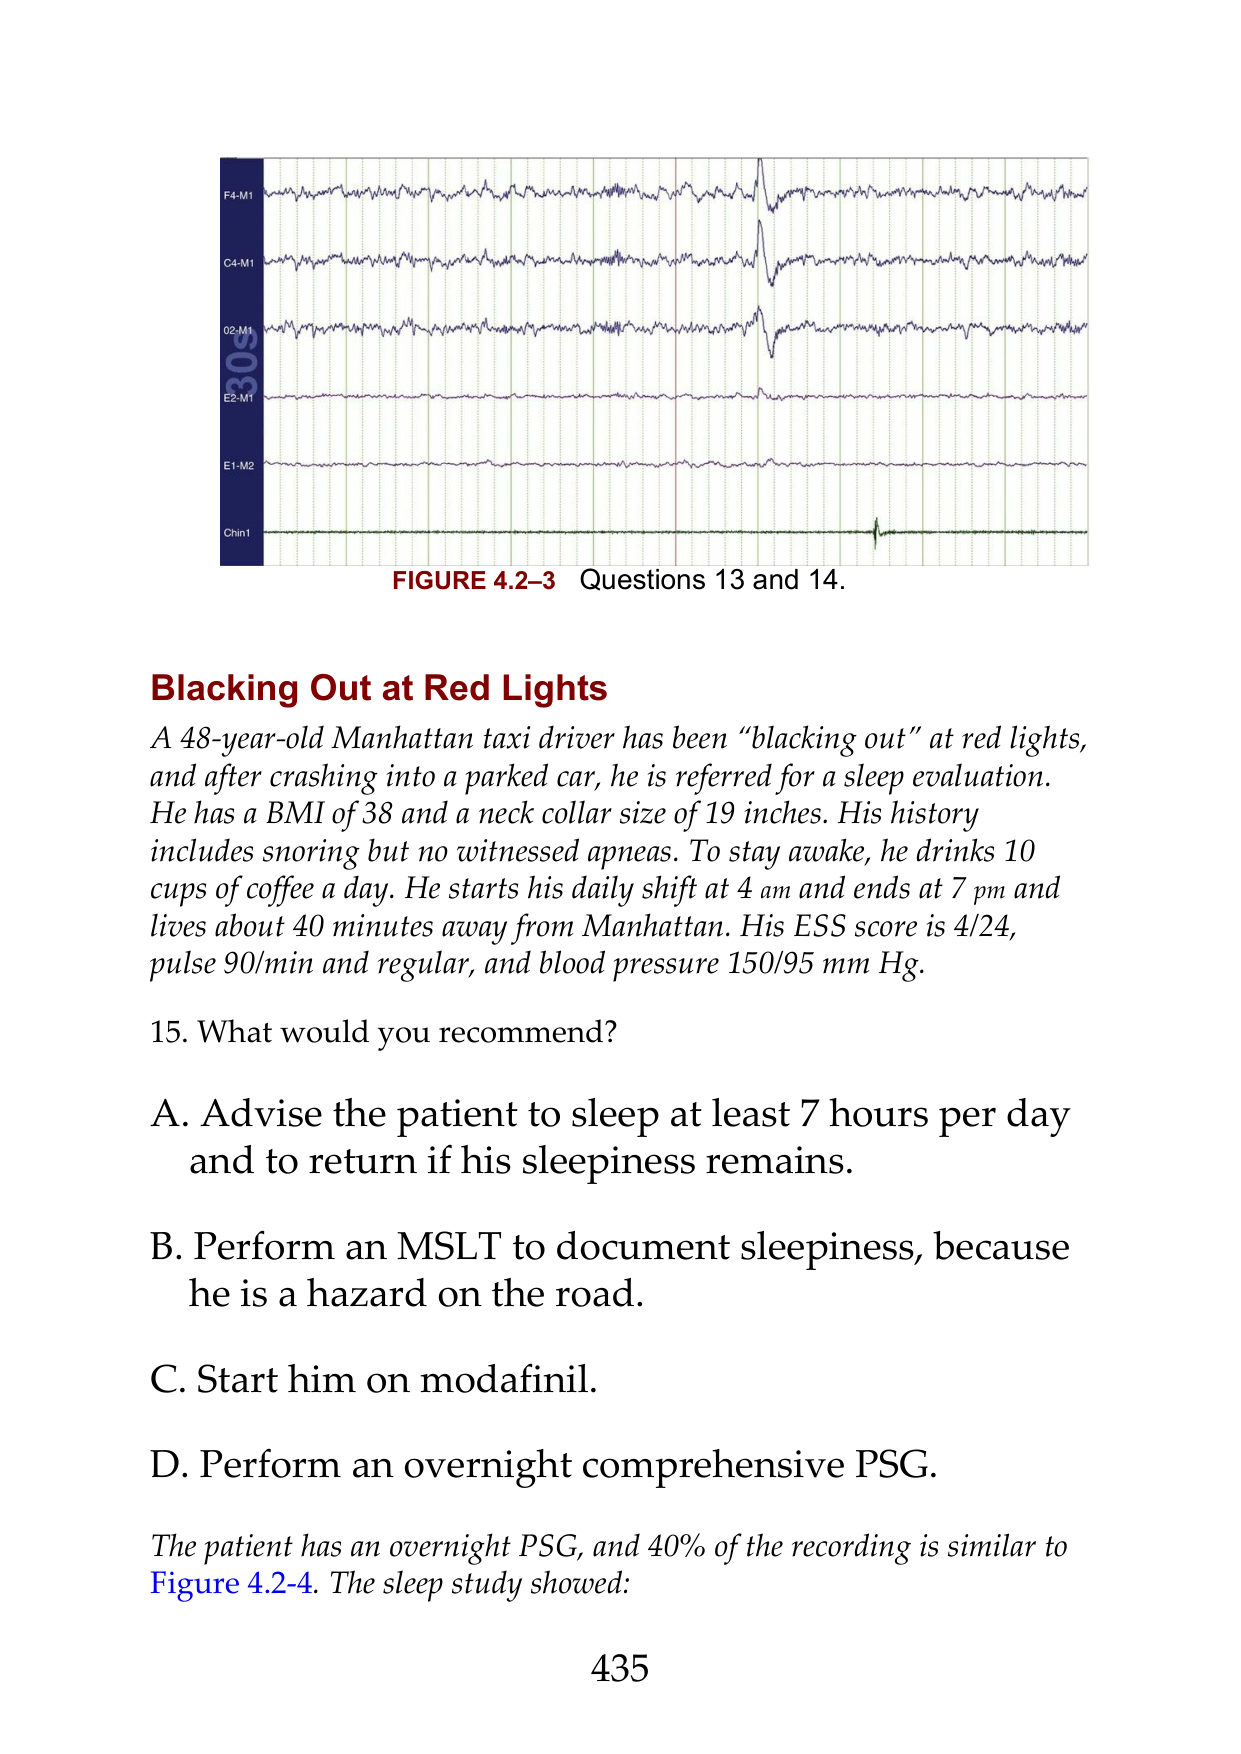 F4-M1
C4-M1
02-M1
30s
E2-M1
E1-M2
Chin1
FIGURE 4.2–3 Questions 13 and 14.
Blacking Out at Red Lights
A 48-year-old Manhattan taxi driver has been “blacking out” at red lights,
and after crashing into a parked car, he is referred for a sleep evaluation.
He has a BMI of 38 and a neck collar size of 19 inches. His history
includes snoring but no witnessed apneas. To stay awake, he drinks 10
cups of coffee a day. He starts his daily shift at 4 am and ends at 7 pm and
lives about 40 minutes away from Manhattan. His ESS score is 4/24,
pulse 90/min and regular, and blood pressure 150/95 mm Hg.
15. What would you recommend?
A. Advise the patient to sleep at least 7 hours per day
and to return if his sleepiness remains.
B. Perform an MSLT to document sleepiness, because
he is a hazard on the road.
C. Start him on modafinil.
D. Perform an overnight comprehensive PSG.
The patient has an overnight PSG, and 40% of the recording is similar to
Figure 4.2-4. The sleep study showed:
435